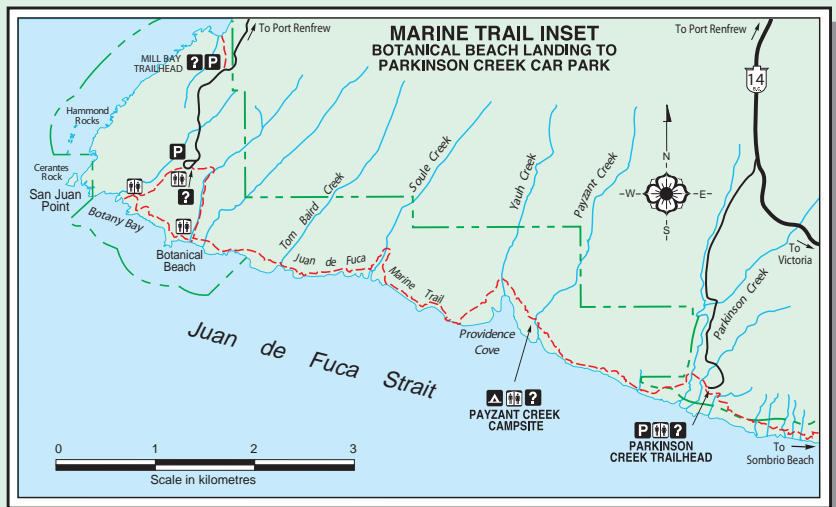 To Port Renfrew
MARINE TRAIL INSET
BOTANICAL BEACH LANDING TO
PARKINSON CREEK CAR PARK
To Port Renfrew
MILL BAY
TRAILHEAD
? P
14
B.C.
Hammond
Rocks
P
Cerantes
Rock
San Juan
Point
?
Botany Bay
Botanical
Beach
Tom Baird Creek
Soule Creek
Yauh Creek
Payzant Creek
N
W
E
S
To
Victoria
Parkinson Creek
Juan de Fuca
Marine Trail
Providence
Cove
Juan de Fuca Strait
?
PAYZANT CREEK
CAMPSITE
P ?
PARKINSON
CREEK TRAILHEAD
To
Sombrio Beach
0 1 2 3
Scale in kilometres